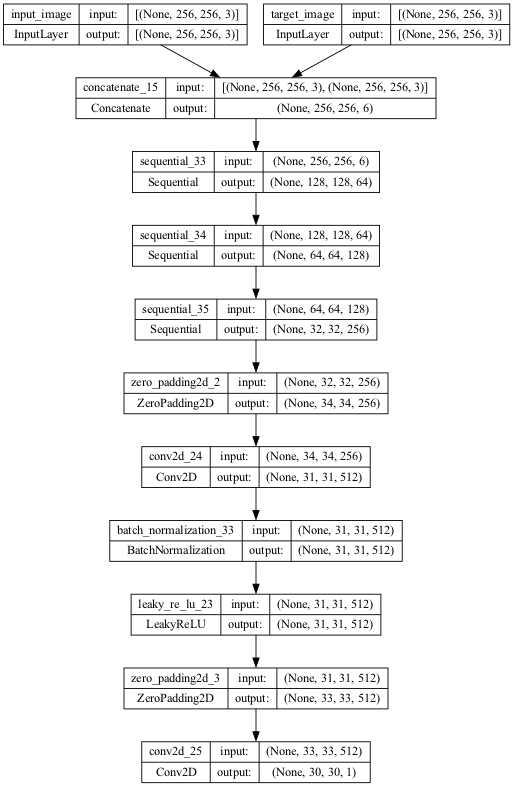 input_image input: [(None, 256, 256, 3)]
InputLayer output: [(None, 256, 256, 3)]
target_image input: [(None, 256, 256, 3)]
InputLayer output: [(None, 256, 256, 3)]
concatenate_15 input: [(None, 256, 256, 3), (None, 256, 256, 3)]
Concatenate output: (None, 256, 256, 6)
sequential_33 input: (None, 256, 256, 6)
Sequential output: (None, 128, 128, 64)
sequential_34 input: (None, 128, 128, 64)
Sequential output: (None, 64, 64, 128)
sequential_35 input: (None, 64, 64, 128)
Sequential output: (None, 32, 32, 256)
zero_padding2d_2 input: (None, 32, 32, 256)
ZeroPadding2D output: (None, 34, 34, 256)
conv2d_24 input: (None, 34, 34, 256)
Conv2D output: (None, 31, 31, 512)
batch_normalization_33 input: (None, 31, 31, 512)
BatchNormalization output: (None, 31, 31, 512)
leaky_re_lu_23 input: (None, 31, 31, 512)
LeakyReLU output: (None, 31, 31, 512)
zero_padding2d_3 input: (None, 31, 31, 512)
ZeroPadding2D output: (None, 33, 33, 512)
conv2d_25 input: (None, 33, 33, 512)
Conv2D output: (None, 30, 30, 1)